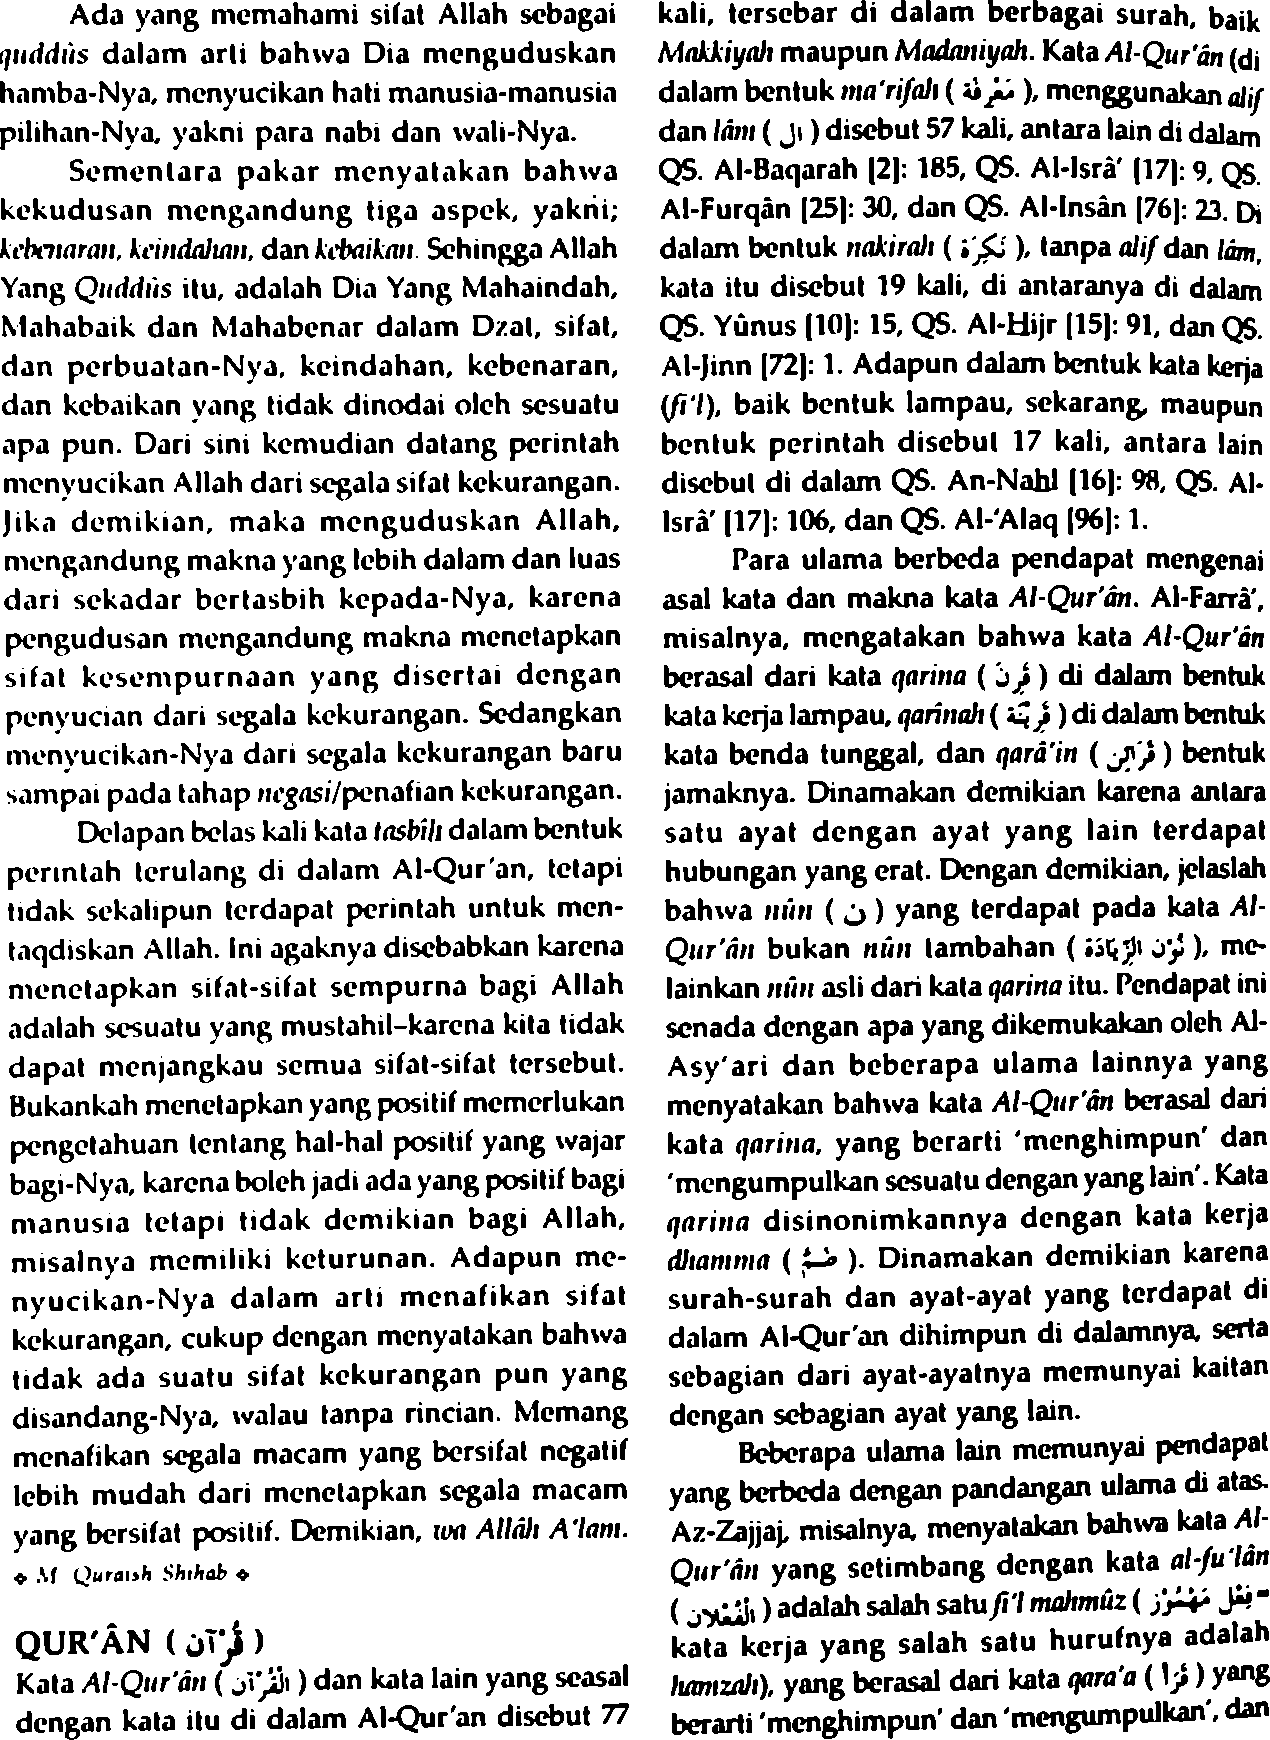 Ada yang memahami sifat Allah sebagai
quddûs dalam arti bahwa Dia menguduskan
hamba-Nya, menyucikan hati manusia-manusia
pilihan-Nya, yakni para nabi dan wali-Nya.
Sementara pakar menyatakan bahwa
kekudusan mengandung tiga aspek, yakni;
kebenaran, keindahan, dan kebaikan. Sehingga Allah
Yang Quddûs itu, adalah Dia Yang Mahaindah,
Mahabaik dan Mahabenar dalam Dzat, sifat,
dan perbuatan-Nya, keindahan, kebenaran,
dan kebaikan yang tidak dinodai oleh sesuatu
apa pun. Dari sini kemudian datang perintah
menyucikan Allah dari segala sifat kekurangan.
Jika demikian, maka menguduskan Allah,
mengandung makna yang lebih dalam dan luas
dari sekadar bertasbih kepada-Nya, karena
pengudusan mengandung makna menetapkan
sifat kesempurnaan yang disertai dengan
penyucian dari segala kekurangan. Sedangkan
menyucikan-Nya dari segala kekurangan baru
sampai pada tahap negasi/penafian kekurangan.
Delapan belas kali kata tasbîh dalam bentuk
perintah terulang di dalam Al-Qur'an, tetapi
tidak sekalipun terdapat perintah untuk men-
taqdiskan Allah. Ini agaknya disebabkan karena
menetapkan sifat-sifat sempurna bagi Allah
adalah sesuatu yang mustahil–karena kita tidak
dapat menjangkau semua sifat-sifat tersebut.
Bukankah menetapkan yang positif memerlukan
pengetahuan tentang hal-hal positif yang wajar
bagi-Nya, karena boleh jadi ada yang positif bagi
manusia tetapi tidak demikian bagi Allah,
misalnya memiliki keturunan. Adapun me-
nyucikan-Nya dalam arti menafikan sifat
kekurangan, cukup dengan menyatakan bahwa
tidak ada suatu sifat kekurangan pun yang
disandang-Nya, walau tanpa rincian. Memang
menafikan segala macam yang bersifat negatif
lebih mudah dari menetapkan segala macam
yang bersifat positif. Demikian, wa Allâh A'lam.
❖ M Quraish Shihab ❖
QUR'ÂN ( قُرْآن )
Kata Al-Qur'ân ( الْقُرْآن ) dan kata lain yang seasal
dengan kata itu di dalam Al-Qur'an disebut 77
kali, tersebar di dalam berbagai surah, baik
Makkiyah maupun Madaniyah. Kata Al-Qur'ân (di
dalam bentuk ma'rifah ( مَعْرِفَة ), menggunakan alif
dan lâm ( ال ) disebut 57 kali, antara lain di dalam
QS. Al-Baqarah [2]: 185, QS. Al-Isrâ' [17]: 9, QS.
Al-Furqân [25]: 30, dan QS. Al-Insân [76]: 23. Di
dalam bentuk nakirah ( نَكِرَة ), tanpa alif dan lâm,
kata itu disebut 19 kali, di antaranya di dalam
QS. Yûnus [10]: 15, QS. Al-Hijr [15]: 91, dan QS.
Al-Jinn [72]: 1. Adapun dalam bentuk kata kerja
(fi'l), baik bentuk lampau, sekarang, maupun
bentuk perintah disebut 17 kali, antara lain
disebut di dalam QS. An-Nahl [16]: 98, QS. Al-
Isrâ' [17]: 106, dan QS. Al-'Alaq [96]: 1.
Para ulama berbeda pendapat mengenai
asal kata dan makna kata Al-Qur'ân. Al-Farrâ',
misalnya, mengatakan bahwa kata Al-Qur'ân
berasal dari kata qarina ( قَرِنَ ) di dalam bentuk
kata kerja lampau, qarînah ( قَرِيْنَة ) di dalam bentuk
kata benda tunggal, dan qarâ'in ( قَرَائِن ) bentuk
jamaknya. Dinamakan demikian karena antara
satu ayat dengan ayat yang lain terdapat
hubungan yang erat. Dengan demikian, jelaslah
bahwa nûn ( ن ) yang terdapat pada kata Al-
Qur'ân bukan nûn tambahan ( نُوْن الزِّيَادَة ), me-
lainkan nûn asli dari kata qarina itu. Pendapat ini
senada dengan apa yang dikemukakan oleh Al-
Asy'ari dan beberapa ulama lainnya yang
menyatakan bahwa kata Al-Qur'ân berasal dari
kata qarina, yang berarti 'menghimpun' dan
'mengumpulkan sesuatu dengan yang lain'. Kata
qarina disinonimkannya dengan kata kerja
dhamma ( ضَمَّ ). Dinamakan demikian karena
surah-surah dan ayat-ayat yang terdapat di
dalam Al-Qur'an dihimpun di dalamnya, serta
sebagian dari ayat-ayatnya memunyai kaitan
dengan sebagian ayat yang lain.
Beberapa ulama lain memunyai pendapat
yang berbeda dengan pandangan ulama di atas.
Az-Zajjaj, misalnya, menyatakan bahwa kata Al-
Qur'ân yang setimbang dengan kata al-fu'lân
( الْفُعْلَان ) adalah salah satu fi'l mahmûz ( فِعْل مَهْمُوْز =
kata kerja yang salah satu hurufnya adalah
hamzah), yang berasal dari kata qara'a ( قَرَأَ ) yang
berarti 'menghimpun' dan 'mengumpulkan', dan